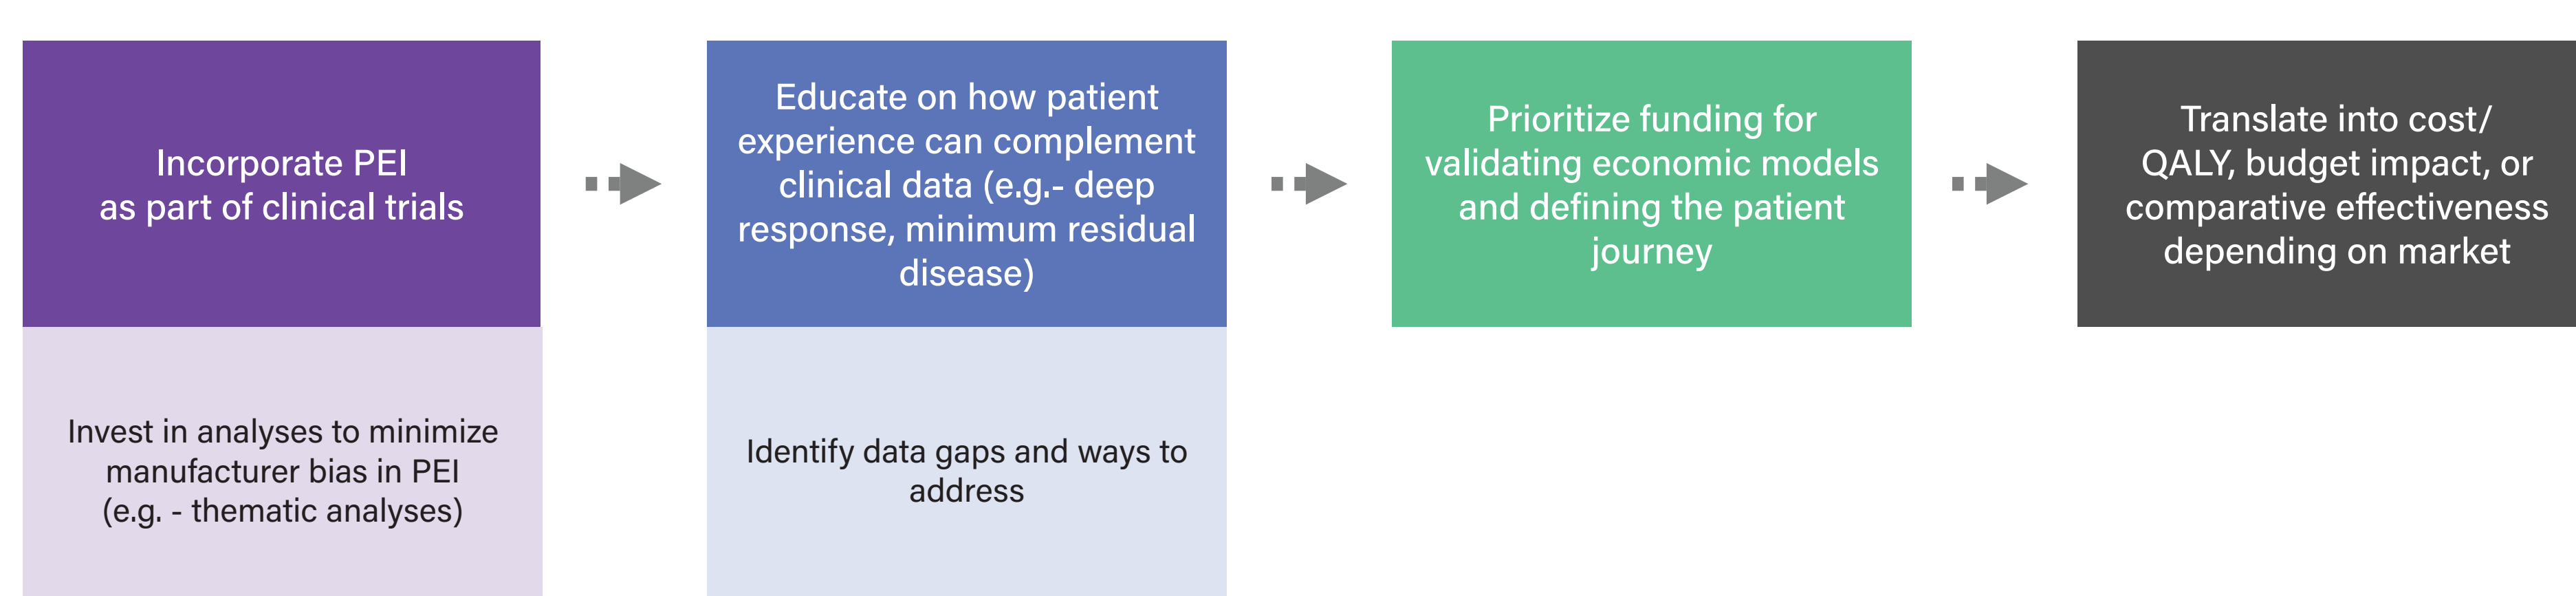 Incorporate PEI
as part of clinical trials
Invest in analyses to minimize
manufacturer bias in PEI
(e.g. - thematic analyses)
Educate on how patient
experience can complement
clinical data (e.g.- deep
response, minimum residual
disease)
Identify data gaps and ways to
address
Prioritize funding for
validating economic models
and defining the patient
journey
Translate into cost/
QALY, budget impact, or
comparative effectiveness
depending on market